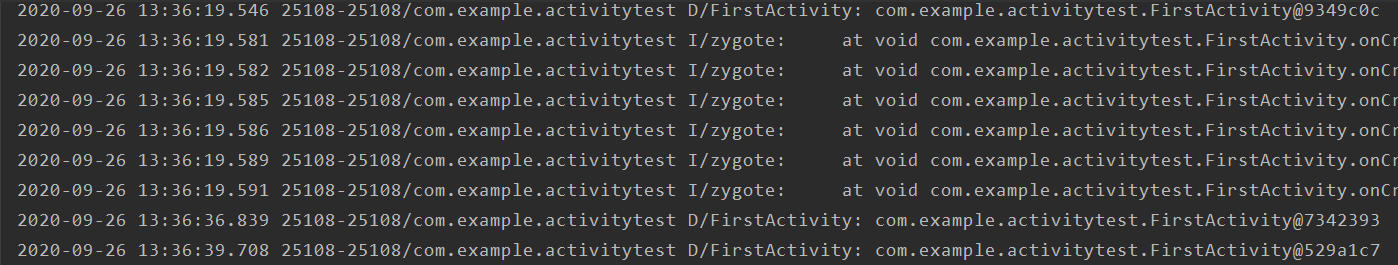 2020-09-26 13:36:19.546 25108-25108/com.example.activitytest D/FirstActivity: com.example.activitytest.FirstActivity@9349c0c
2020-09-26 13:36:19.581 25108-25108/com.example.activitytest I/zygote:     at void com.example.activitytest.FirstActivity.onCr
2020-09-26 13:36:19.582 25108-25108/com.example.activitytest I/zygote:     at void com.example.activitytest.FirstActivity.onCr
2020-09-26 13:36:19.585 25108-25108/com.example.activitytest I/zygote:     at void com.example.activitytest.FirstActivity.onCr
2020-09-26 13:36:19.586 25108-25108/com.example.activitytest I/zygote:     at void com.example.activitytest.FirstActivity.onCr
2020-09-26 13:36:19.589 25108-25108/com.example.activitytest I/zygote:     at void com.example.activitytest.FirstActivity.onCr
2020-09-26 13:36:19.591 25108-25108/com.example.activitytest I/zygote:     at void com.example.activitytest.FirstActivity.onCr
2020-09-26 13:36:36.839 25108-25108/com.example.activitytest D/FirstActivity: com.example.activitytest.FirstActivity@7342393
2020-09-26 13:36:39.708 25108-25108/com.example.activitytest D/FirstActivity: com.example.activitytest.FirstActivity@529a1c7